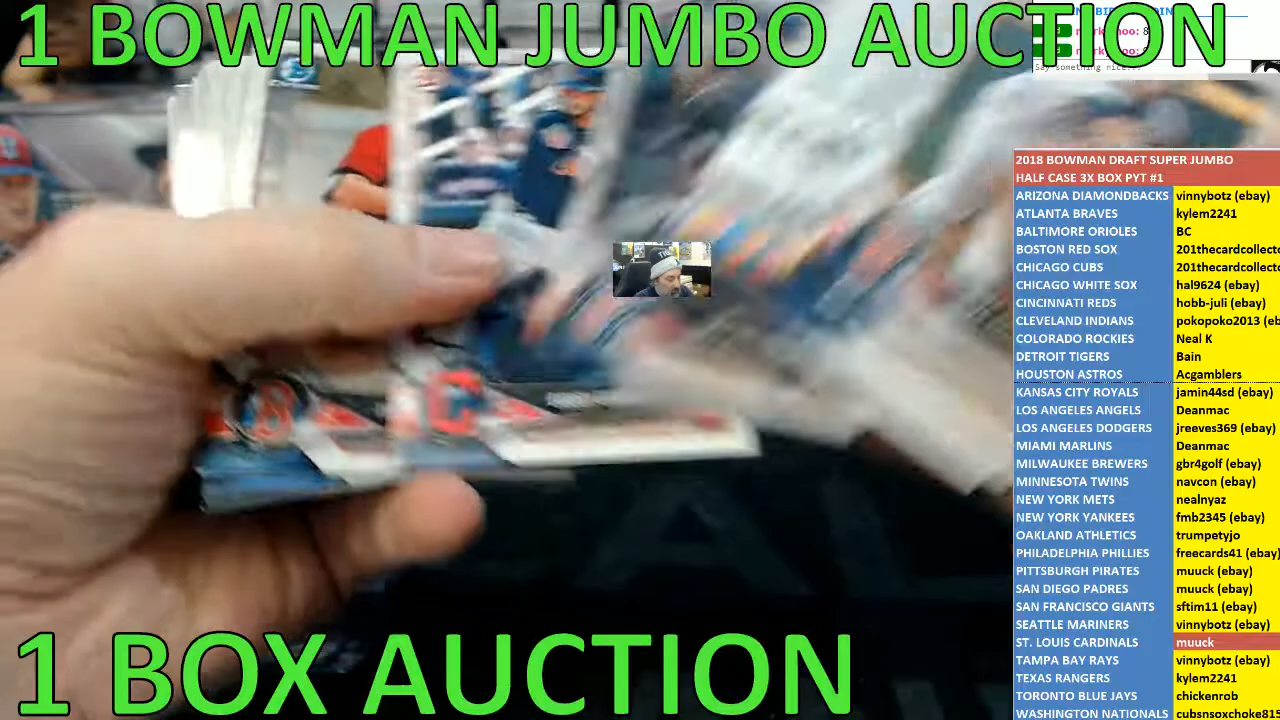 1 BOWMAN JUMBO AUCTION
Say something nice...
2018 BOWMAN DRAFT SUPER JUMBO
HALF CASE 3X BOX PYT #1
ARIZONA DIAMONDBACKS vinnybotz (ebay)
ATLANTA BRAVES kylem2241
BALTIMORE ORIOLES BC
BOSTON RED SOX 201thecardcollecto
CHICAGO CUBS 201thecardcollecto
CHICAGO WHITE SOX hal9624 (ebay)
CINCINNATI REDS hobb-juli (ebay)
CLEVELAND INDIANS pokopoko2013 (eb
COLORADO ROCKIES Neal K
DETROIT TIGERS Bain
HOUSTON ASTROS Acgamblers
KANSAS CITY ROYALS jamin44sd (ebay)
LOS ANGELES ANGELS Deanmac
LOS ANGELES DODGERS jreeves369 (ebay)
MIAMI MARLINS Deanmac
MILWAUKEE BREWERS gbr4golf (ebay)
MINNESOTA TWINS navcon (ebay)
NEW YORK METS nealnyaz
NEW YORK YANKEES fmb2345 (ebay)
OAKLAND ATHLETICS trumpetyjo
PHILADELPHIA PHILLIES freecards41 (ebay)
PITTSBURGH PIRATES muuck (ebay)
SAN DIEGO PADRES muuck (ebay)
SAN FRANCISCO GIANTS sftim11 (ebay)
SEATTLE MARINERS vinnybotz (ebay)
ST. LOUIS CARDINALS muuck
TAMPA BAY RAYS vinnybotz (ebay)
TEXAS RANGERS kylem2241
TORONTO BLUE JAYS chickenrob
WASHINGTON NATIONALS cubsnsoxchoke815
1 BOX AUCTION